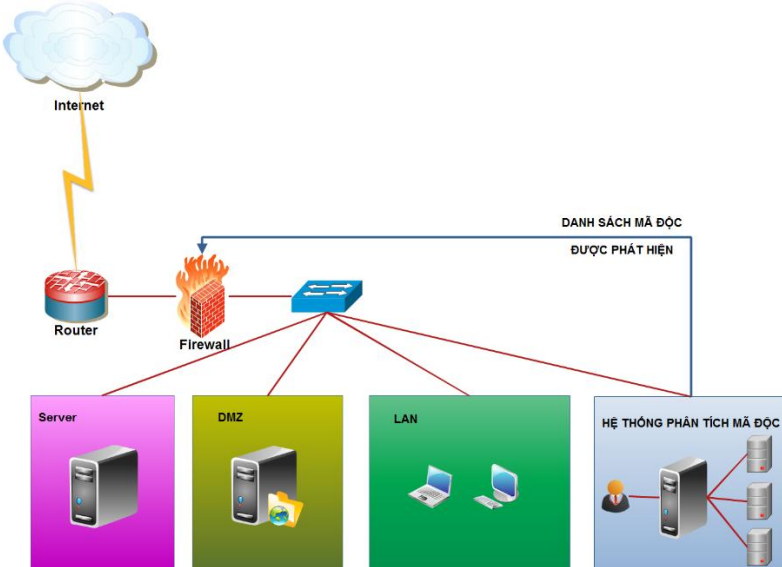 Internet
DANH SÁCH MÃ ĐỘC
ĐƯỢC PHÁT HIỆN
Router
Firewall
Server
DMZ
LAN
HỆ THỐNG PHÂN TÍCH MÃ ĐỘC